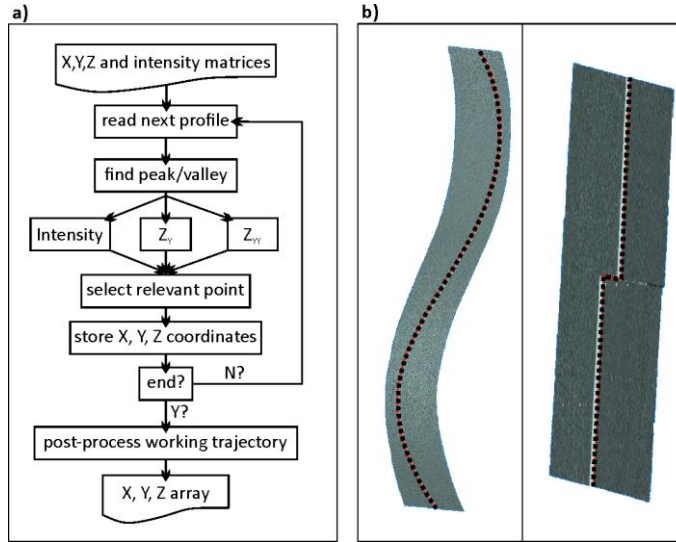 a)
X,Y,Z and intensity matrices
read next profile
find peak/valley
Intensity
Z_Y
Z_YY
select relevant point
store X, Y, Z coordinates
end?
N?
Y?
post-process working trajectory
X, Y, Z array
b)